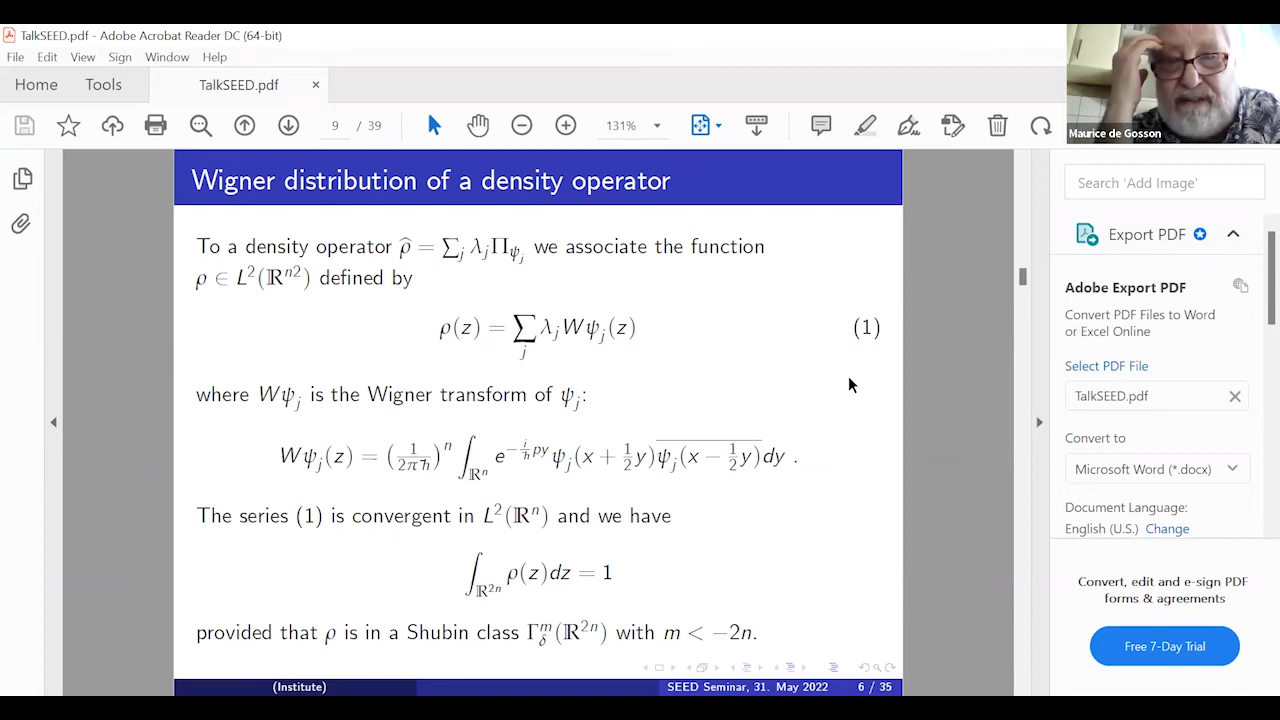 TalkSEED.pdf - Adobe Acrobat Reader DC (64-bit)
File Edit View Sign Window Help
Home Tools TalkSEED.pdf ×
9 / 39 131%
Maurice de Gosson
Wigner distribution of a density operator
To a density operator ρ̂ = ∑_j λ_j Π_{ψ_j} we associate the function
ρ ∈ L²(ℝ^{n2}) defined by
ρ(z) = ∑_j λ_j Wψ_j(z) (1)
where Wψ_j is the Wigner transform of ψ_j:
Wψ_j(z) = (1/2πℏ)^n ∫_{ℝ^n} e^{-(i/ℏ)py} ψ_j(x + ½y) \overline{ψ_j(x − ½y)} dy .
The series (1) is convergent in L²(ℝ^n) and we have
∫_{ℝ^{2n}} ρ(z)dz = 1
provided that ρ is in a Shubin class Γ_δ^m(ℝ^{2n}) with m < −2n.
(Institute) SEED Seminar, 31. May 2022 6 / 35
Search 'Add Image'
Export PDF
Adobe Export PDF
Convert PDF Files to Word
or Excel Online
Select PDF File
TalkSEED.pdf
Convert to
Microsoft Word (*.docx)
Document Language:
English (U.S.) Change
Convert, edit and e-sign PDF
forms & agreements
Free 7-Day Trial